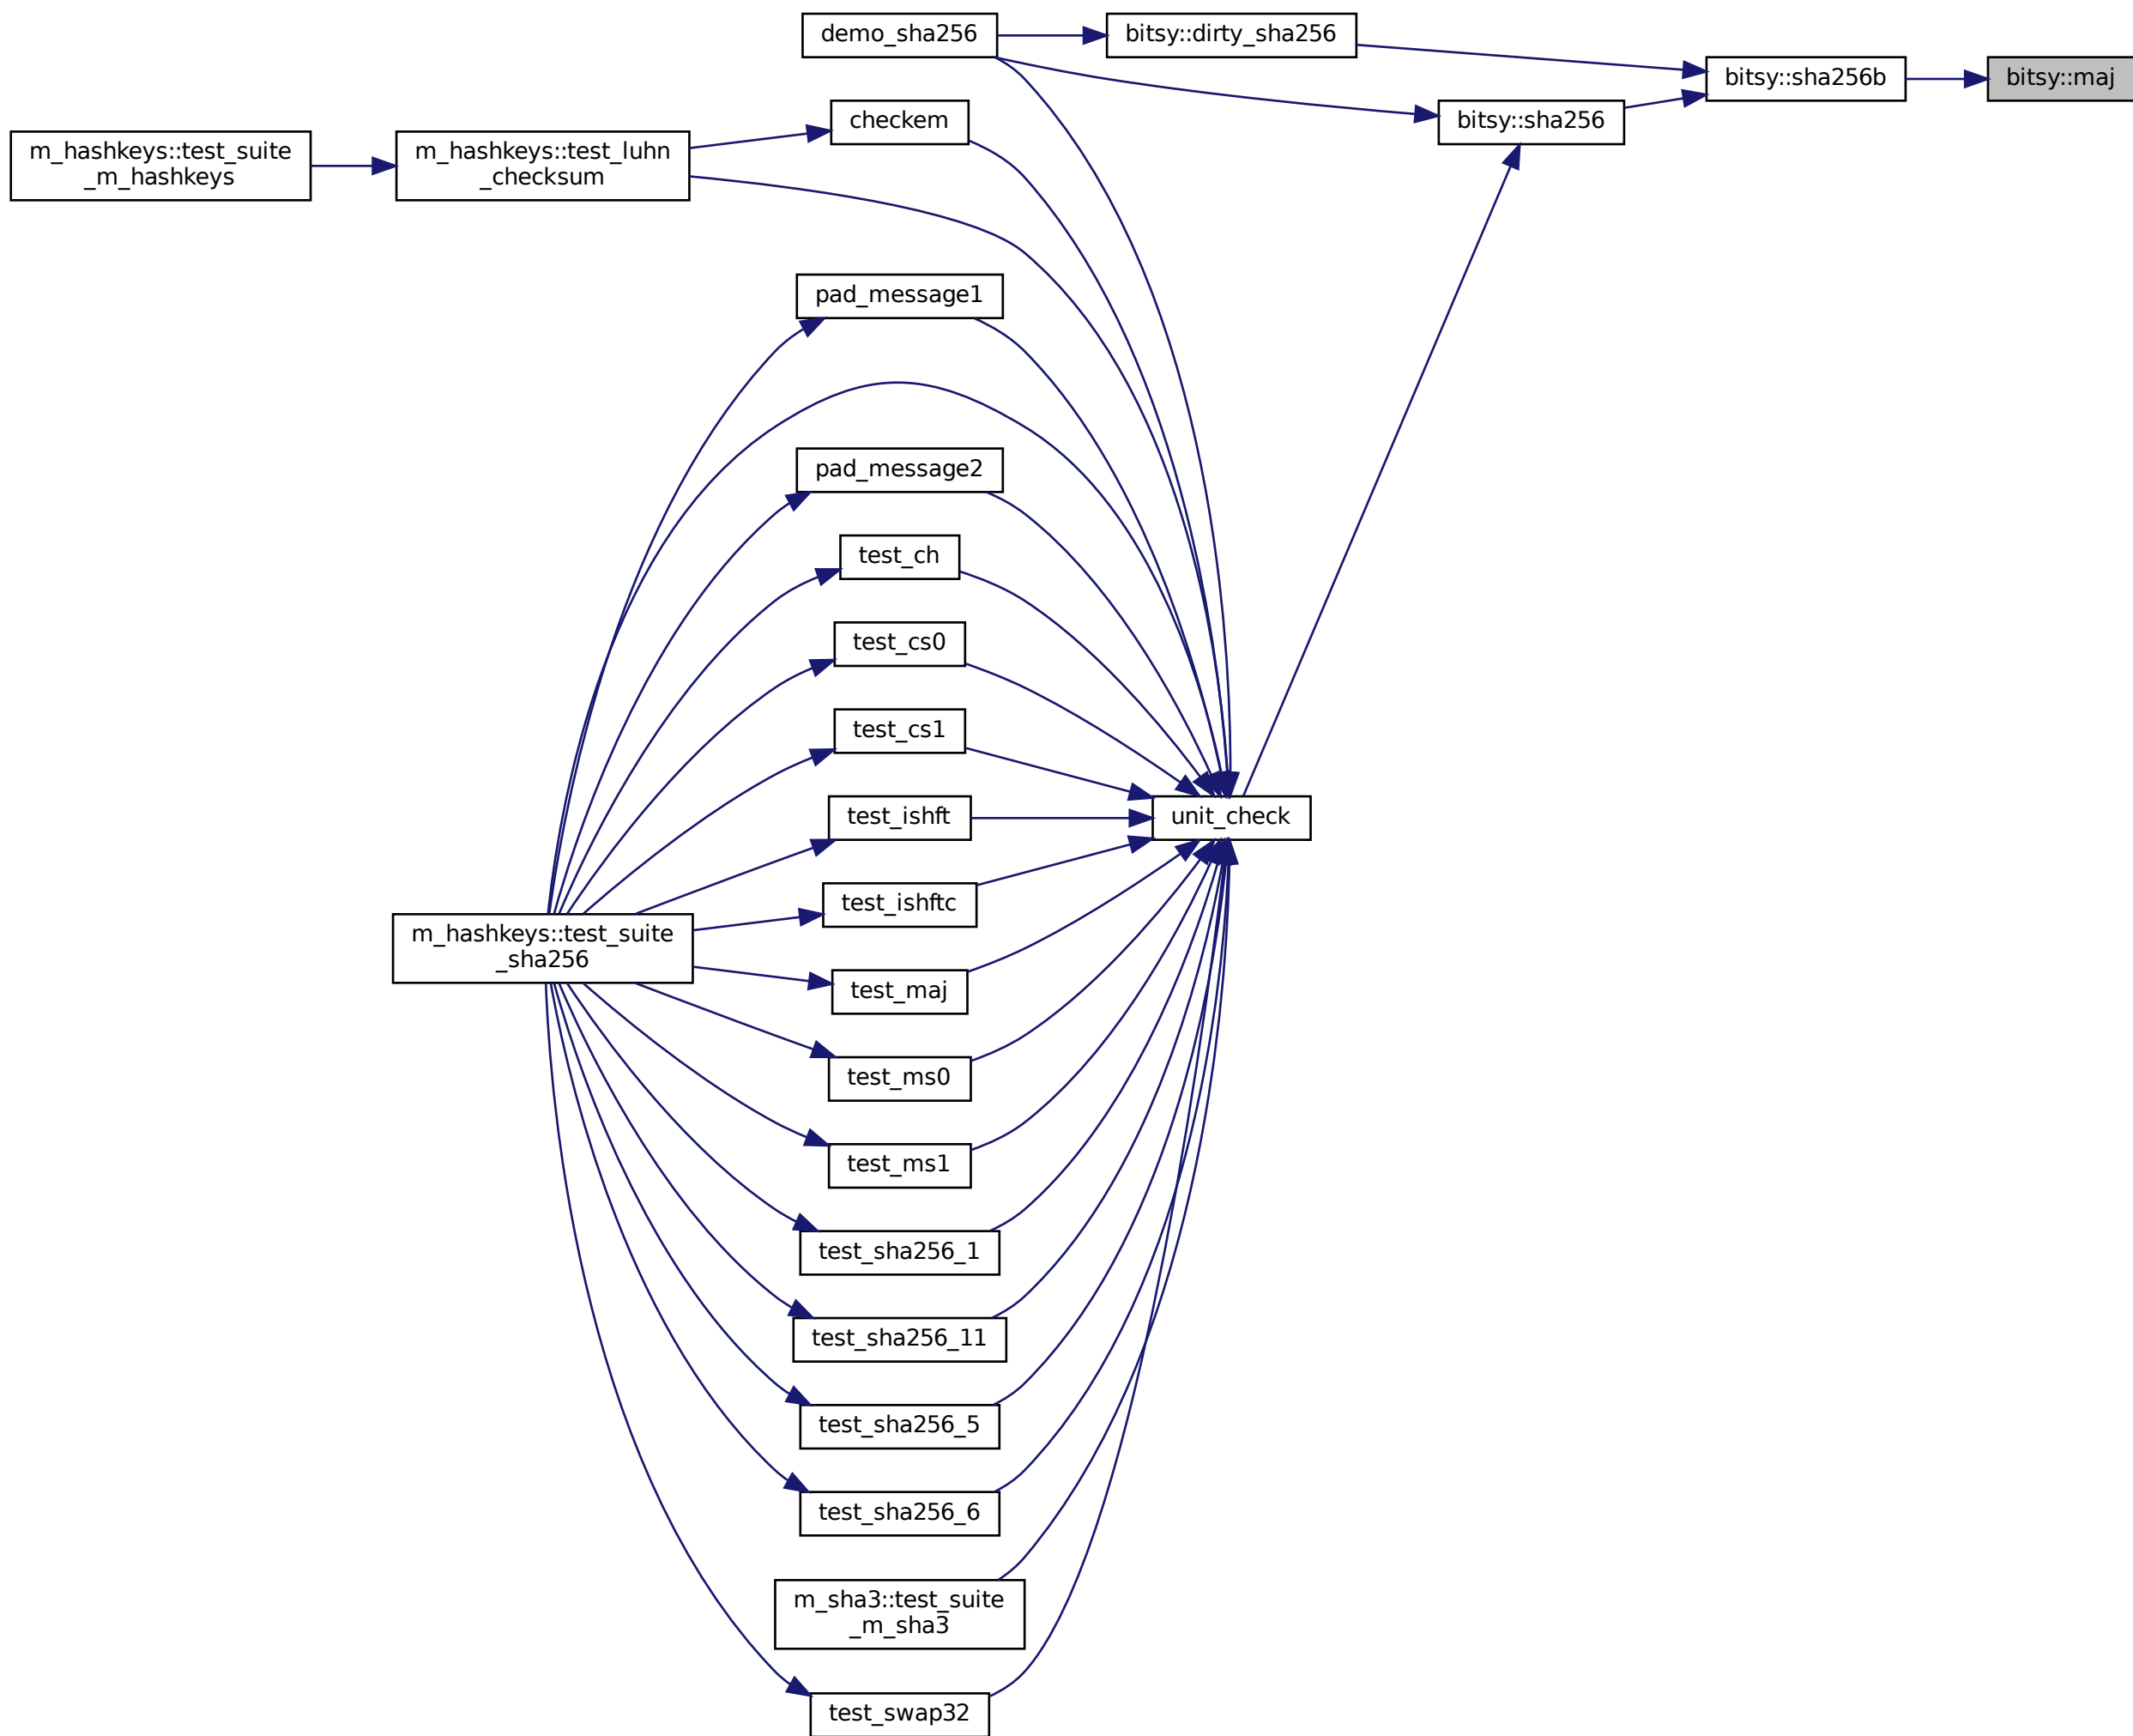 demo_sha256
bitsy::dirty_sha256
bitsy::sha256b
bitsy::maj
bitsy::sha256
checkem
m_hashkeys::test_suite
_m_hashkeys
m_hashkeys::test_luhn
_checksum
pad_message1
pad_message2
test_ch
test_cs0
test_cs1
test_ishft
unit_check
test_ishftc
m_hashkeys::test_suite
_sha256
test_maj
test_ms0
test_ms1
test_sha256_1
test_sha256_11
test_sha256_5
test_sha256_6
m_sha3::test_suite
_m_sha3
test_swap32